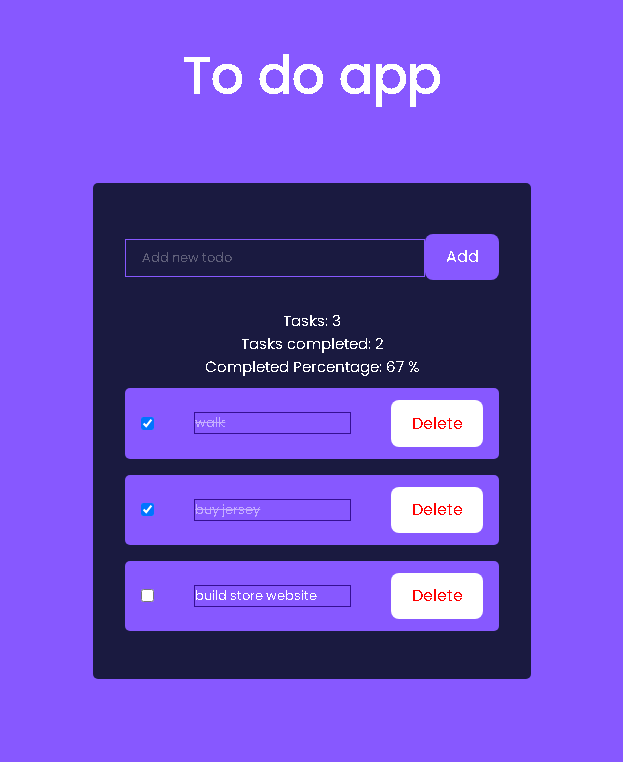 To do app
Add new todo
Add
Tasks: 3
Tasks completed: 2
Completed Percentage: 67 %
walk
Delete
buy jersey
Delete
build store website
Delete